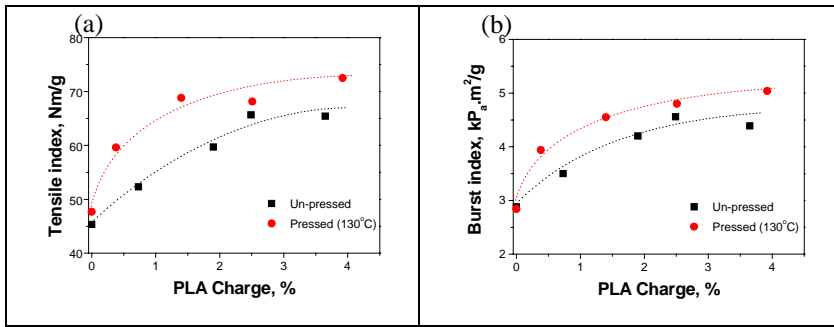 (a)
80
70
60
50
40
0 1 2 3 4
Tensile index, Nm/g
PLA Charge, %
Un-pressed
Pressed (130°C)
(b)
6
5
4
3
2
0 1 2 3 4
Burst index, kPa.m²/g
PLA Charge, %
Un-pressed
Pressed (130°C)